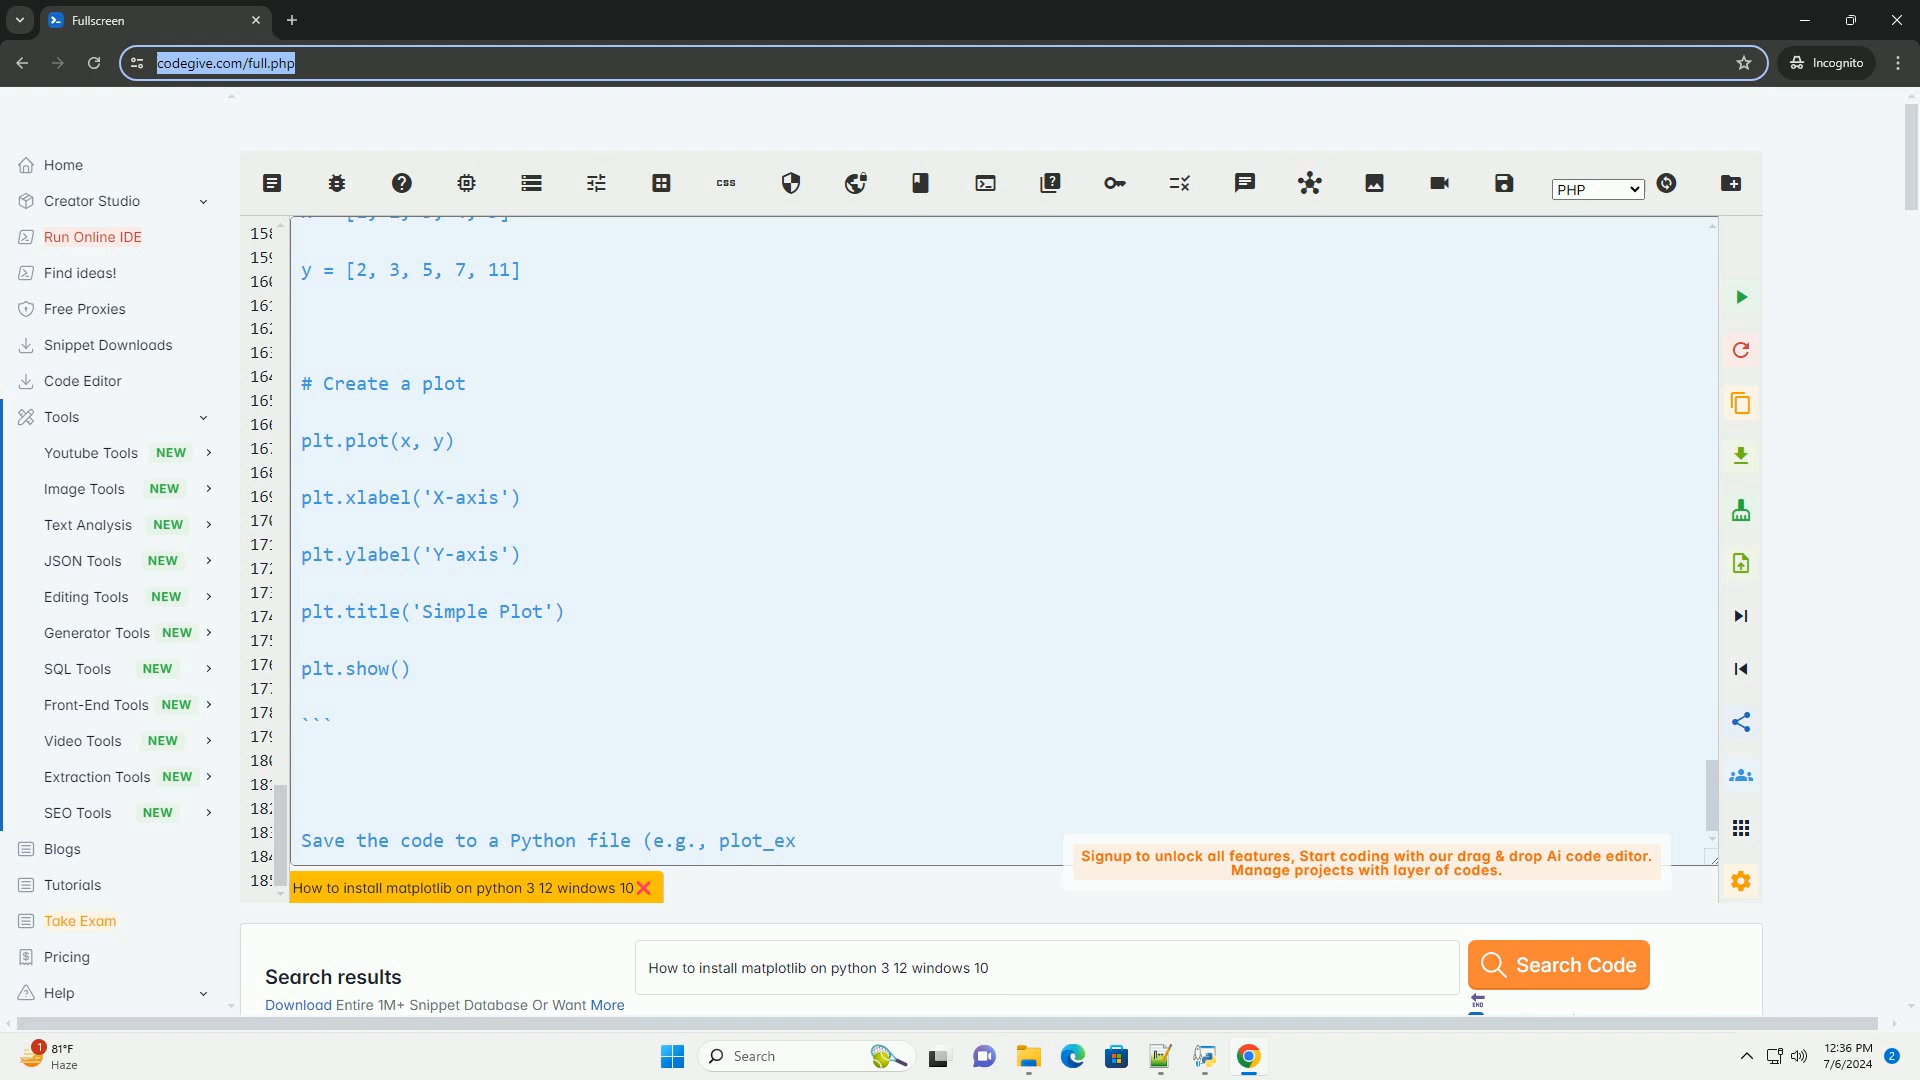 Fullscreen
codegive.com/full.php
Incognito
Home
Creator Studio
Run Online IDE
Find ideas!
Free Proxies
Snippet Downloads
Code Editor
Tools
Youtube Tools NEW
Image Tools NEW
Text Analysis NEW
JSON Tools NEW
Editing Tools NEW
Generator Tools NEW
SQL Tools NEW
Front-End Tools NEW
Video Tools NEW
Extraction Tools NEW
SEO Tools NEW
Blogs
Tutorials
Take Exam
Pricing
Help
css
PHP
y = [2, 3, 5, 7, 11]
# Create a plot
plt.plot(x, y)
plt.xlabel('X-axis')
plt.ylabel('Y-axis')
plt.title('Simple Plot')
plt.show()
```
Save the code to a Python file (e.g., plot_ex
Signup to unlock all features, Start coding with our drag & drop Ai code editor.
Manage projects with layer of codes.
How to install matplotlib on python 3 12 windows 10
Search results
Download Entire 1M+ Snippet Database Or Want More
How to install matplotlib on python 3 12 windows 10
Search Code
END
1
81°F
Haze
Search
12:36 PM
7/6/2024
2